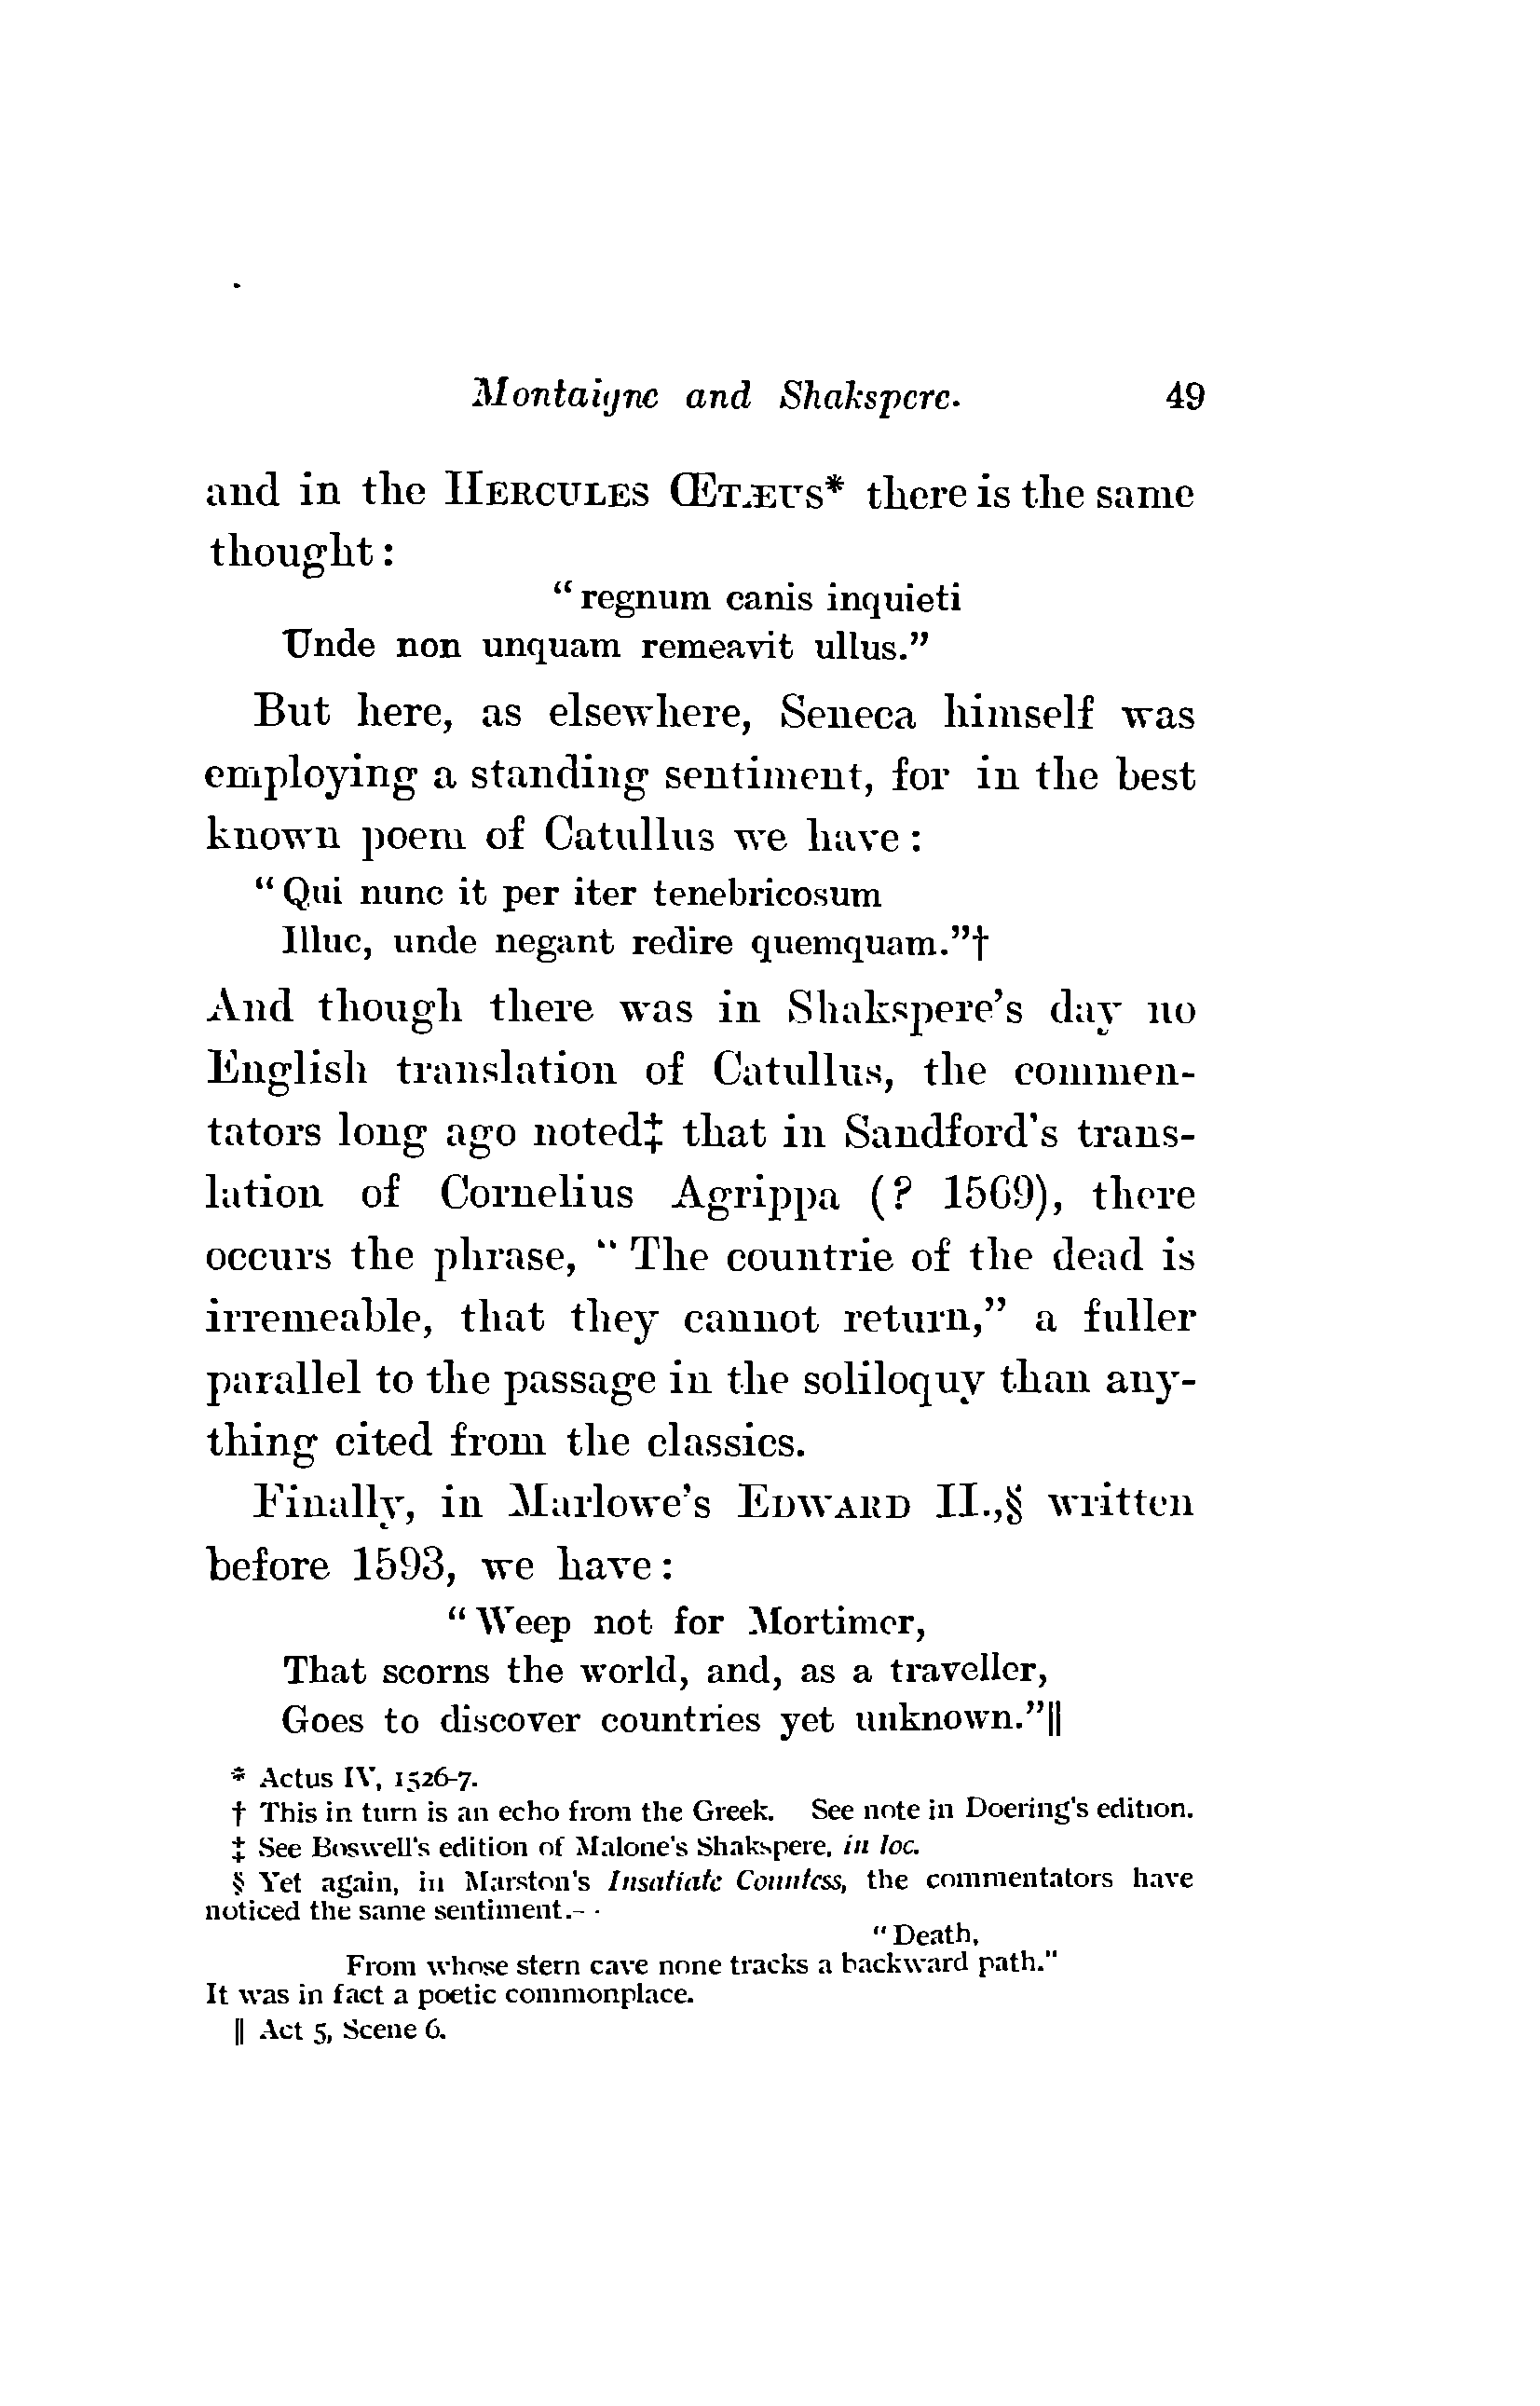 Montaigne and Shakspere. 49
and in the HERCULES ŒTÆUS* there is the same
thought:
“regnum canis inquieti
Unde non unquam remeavit ullus.”
But here, as elsewhere, Seneca himself was
employing a standing sentiment, for in the best
known poem of Catullus we have:
“Qui nunc it per iter tenebricosum
Illuc, unde negant redire quemquam.”†
And though there was in Shakspere’s day no
English translation of Catullus, the commen-
tators long ago noted‡ that in Sandford’s trans-
lation of Cornelius Agrippa (? 1569), there
occurs the phrase, “The countrie of the dead is
irremeable, that they cannot return,” a fuller
parallel to the passage in the soliloquy than any-
thing cited from the classics.
Finally, in Marlowe’s EDWARD II.,§ written
before 1593, we have:
“Weep not for Mortimer,
That scorns the world, and, as a traveller,
Goes to discover countries yet unknown.”||
* Actus IV, 1526-7.
† This in turn is an echo from the Greek. See note in Doering's edition.
‡ See Boswell's edition of Malone's Shakspere, in loc.
§ Yet again, in Marston's Insatiate Countess, the commentators have
noticed the same sentiment.--
"Death,
From whose stern cave none tracks a backward path."
It was in fact a poetic commonplace.
|| Act 5, Scene 6.